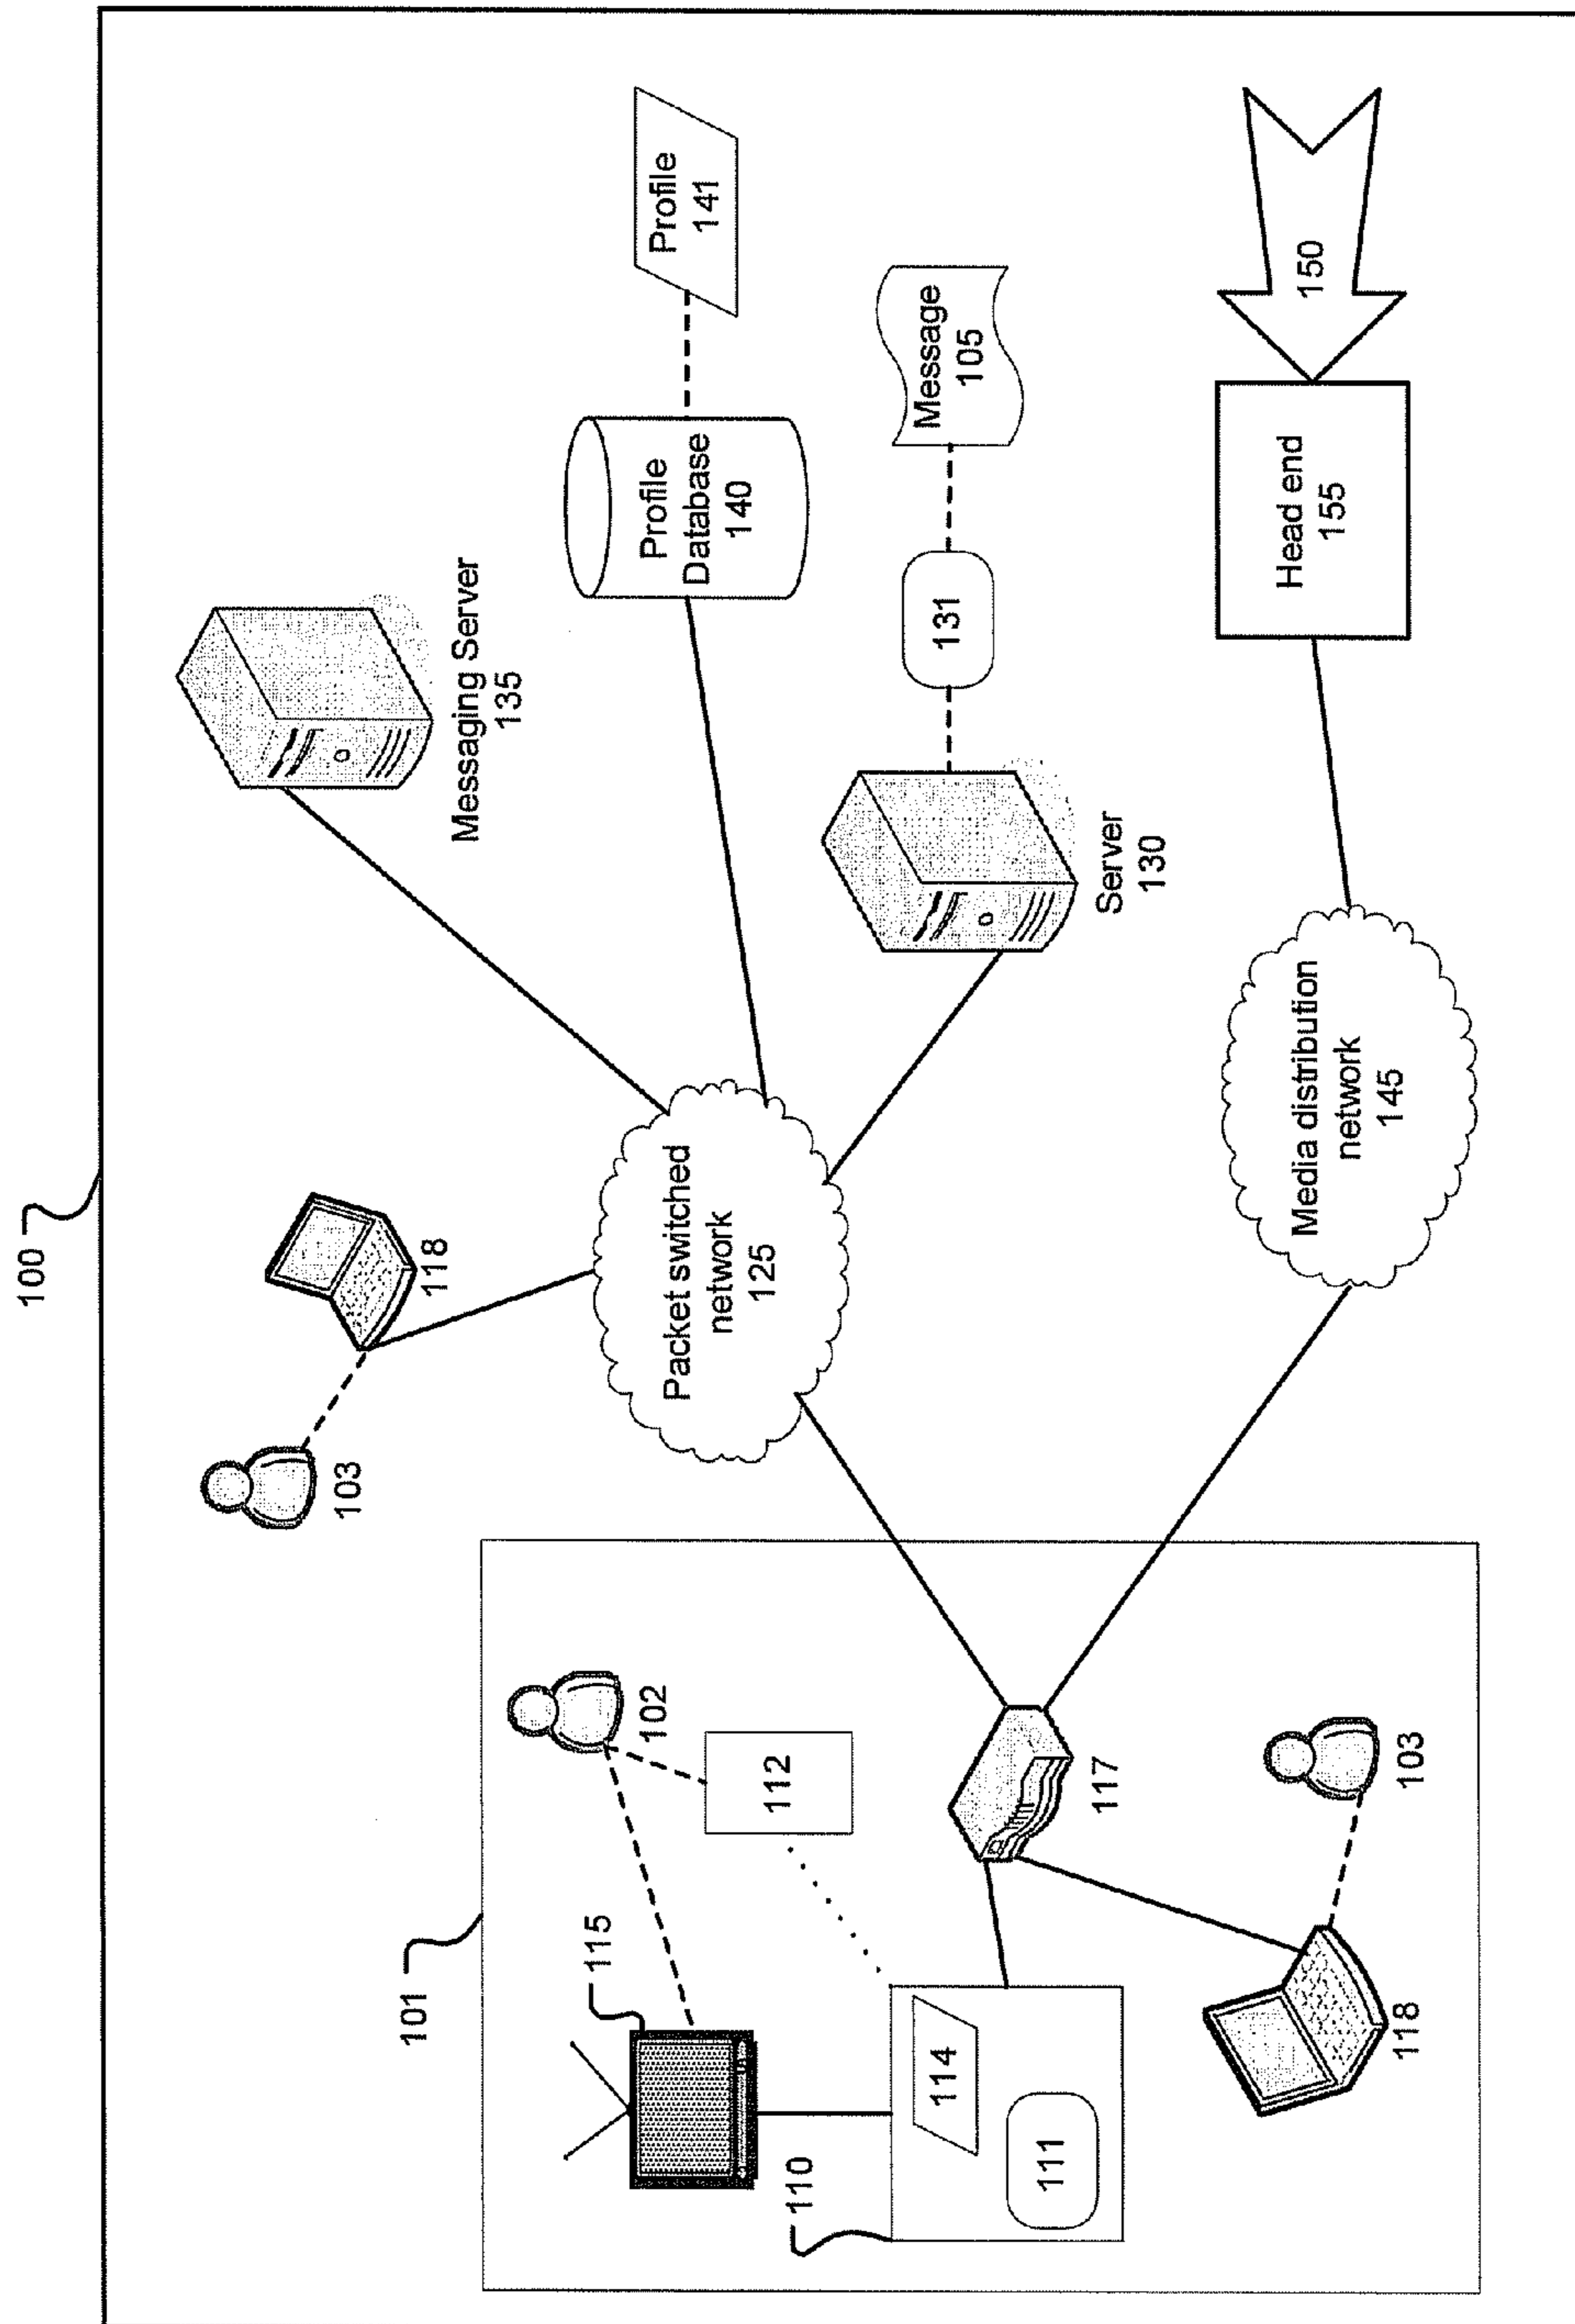 100
101
103
118
Messaging Server
135
Profile
Database
140
Profile
141
115
102
112
Packet switched
network
125
Server
130
131
Message
105
110
114
111
117
118
103
Media distribution
network
145
Head end
155
150